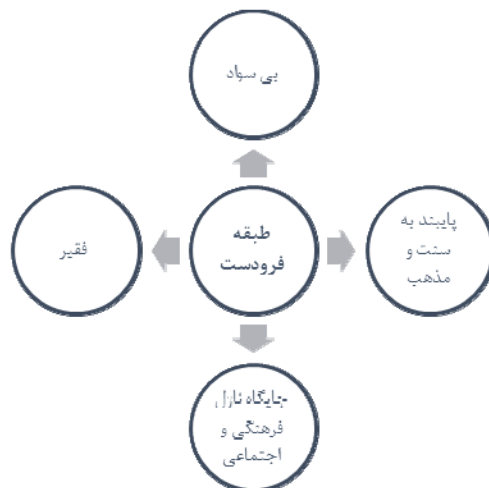 بی سواد
طبقه
فرودست
پایبند به
سنت و
مذهب
فقیر
جایگاه نازل
فرهنگی و
اجتماعی